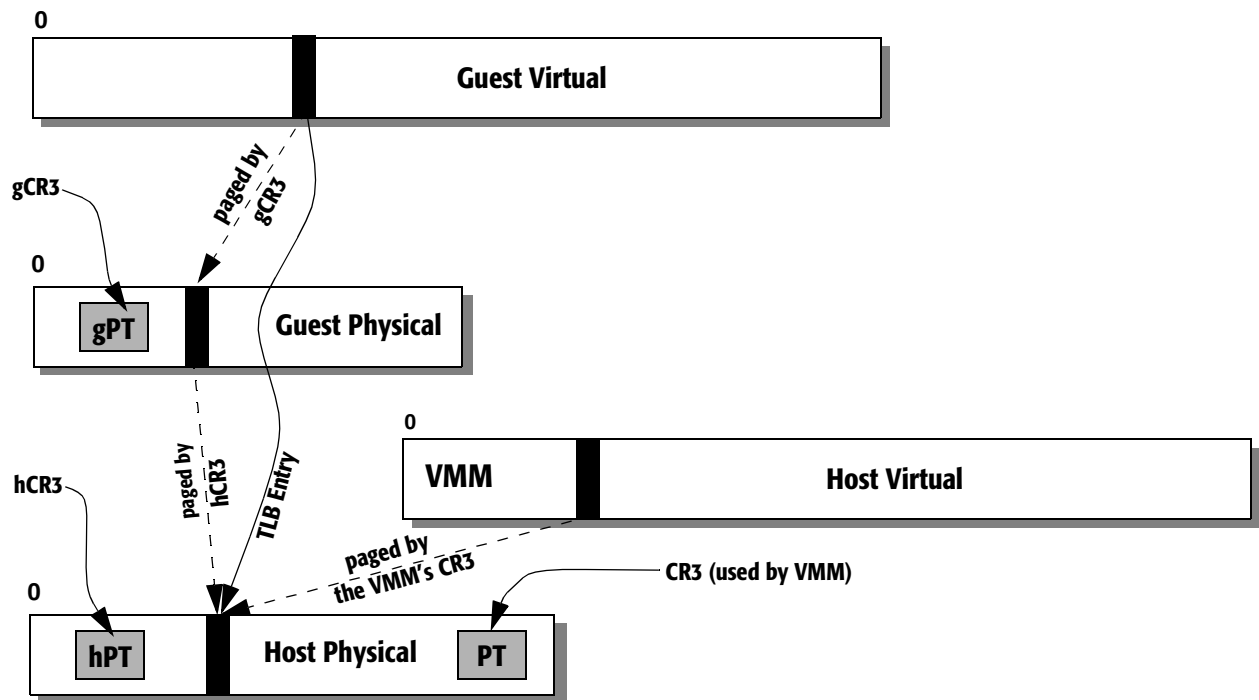 0
Guest Virtual
paged by
gCR3
gCR3
0
gPT
Guest Physical
0
paged by
hCR3
TLB Entry
VMM
Host Virtual
hCR3
paged by
the VMM's CR3
CR3 (used by VMM)
0
hPT
Host Physical
PT